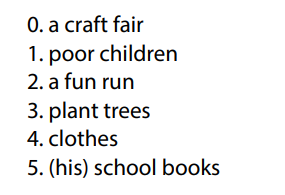 0. a craft fair
1. poor children
2. a fun run
3. plant trees
4. clothes
5. (his) school books